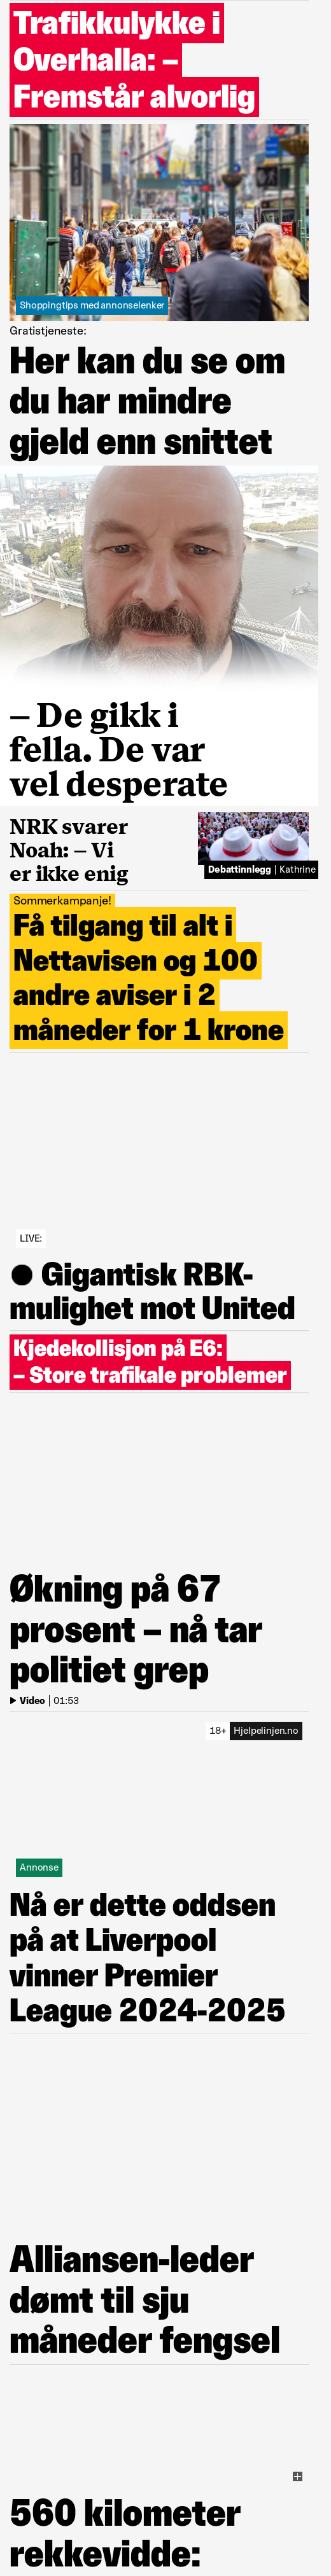 Trafikkulykke i
Overhalla: –
Fremstår alvorlig
Shoppingtips med annonselenker
Gratistjeneste:
Her kan du se om
du har mindre
gjeld enn snittet
– De gikk i
fella. De var
vel desperate
NRK svarer
Noah: – Vi
er ikke enig
Debattinnlegg | Kathrine
Sommerkampanje!
Få tilgang til alt i
Nettavisen og 100
andre aviser i 2
måneder for 1 krone
LIVE:
Gigantisk RBK-
mulighet mot United
Kjedekollisjon på E6:
– Store trafikale problemer
Økning på 67
prosent – nå tar
politiet grep
Video | 01:53
18+ Hjelpelinjen.no
Annonse
Nå er dette oddsen
på at Liverpool
vinner Premier
League 2024-2025
Alliansen-leder
dømt til sju
måneder fengsel
560 kilometer
rekkevidde: